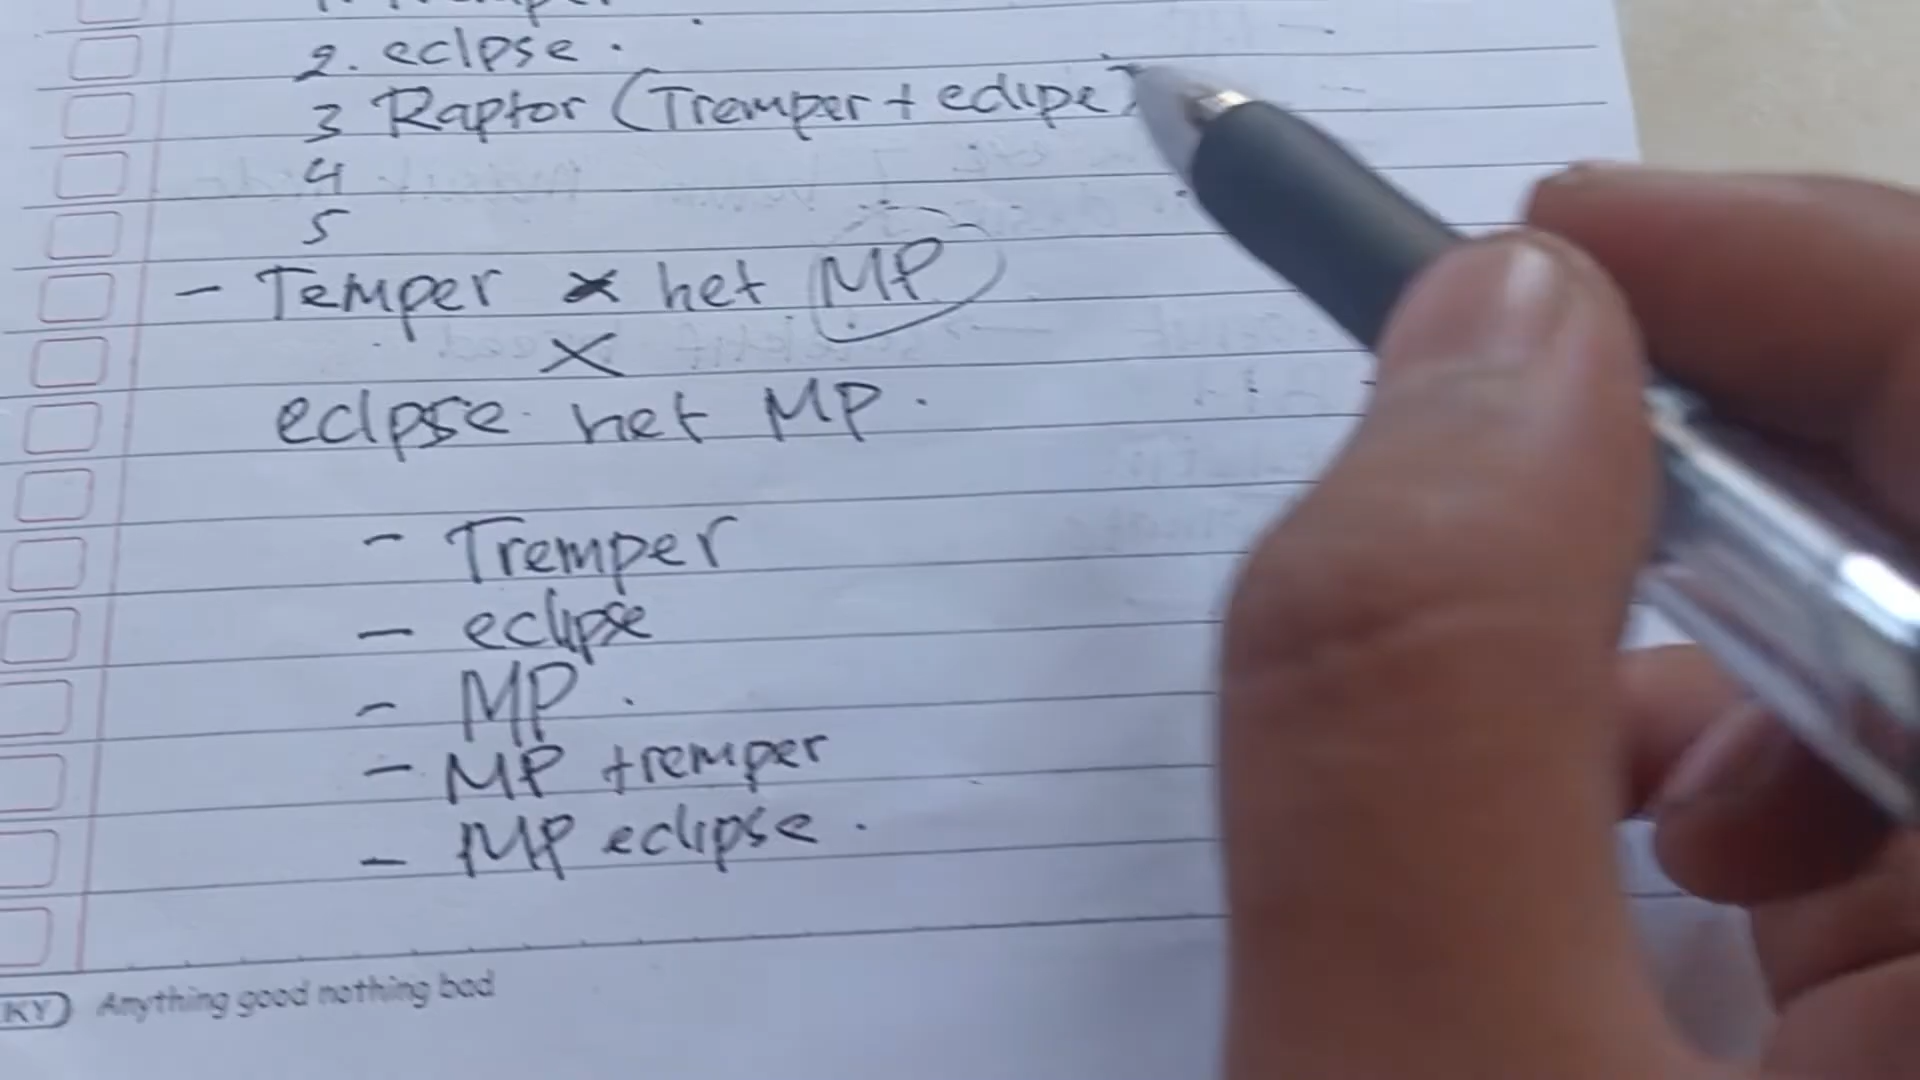 2. eclpse.
3 Raptor (Tremper + eclipe)
4
5
- Temper x het MP
X
eclpse het MP.
- Tremper
- eclipse
- MP.
- MP tremper
- MP eclipse.
KY Anything good nothing bad